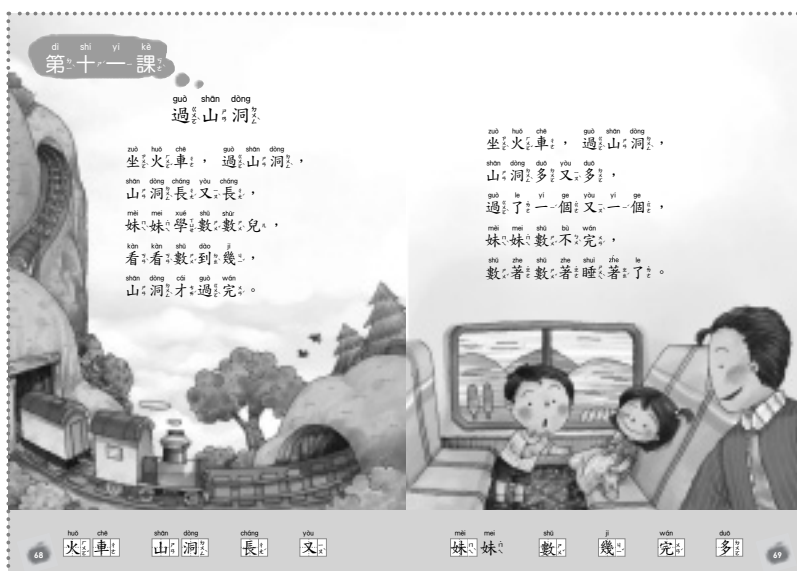 dì shí yī kè
第十一課
guò shān dòng
過山洞
zuò huǒ chē guò shān dòng
坐火車，過山洞，
shān dòng cháng yòu cháng
山洞長又長，
mèi mei xué shǔ shùr
妹妹學數數兒，
kàn kàn shǔ dào jǐ
看看數到幾，
shān dòng cái guò wán
山洞才過完。
zuò huǒ chē guò shān dòng
坐火車，過山洞，
shān dòng duō yòu duō
山洞多又多，
guò le yí ge yòu yí ge
過了一個又一個，
mèi mei shǔ bù wán
妹妹數不完，
shǔ zhe shǔ zhe shuì zháo le
數著數著睡著了。
huǒ chē shān dòng cháng yòu
68 火車 山洞 長 又
mèi mei shǔ jǐ wán duō
妹妹 數 幾 完 多 69